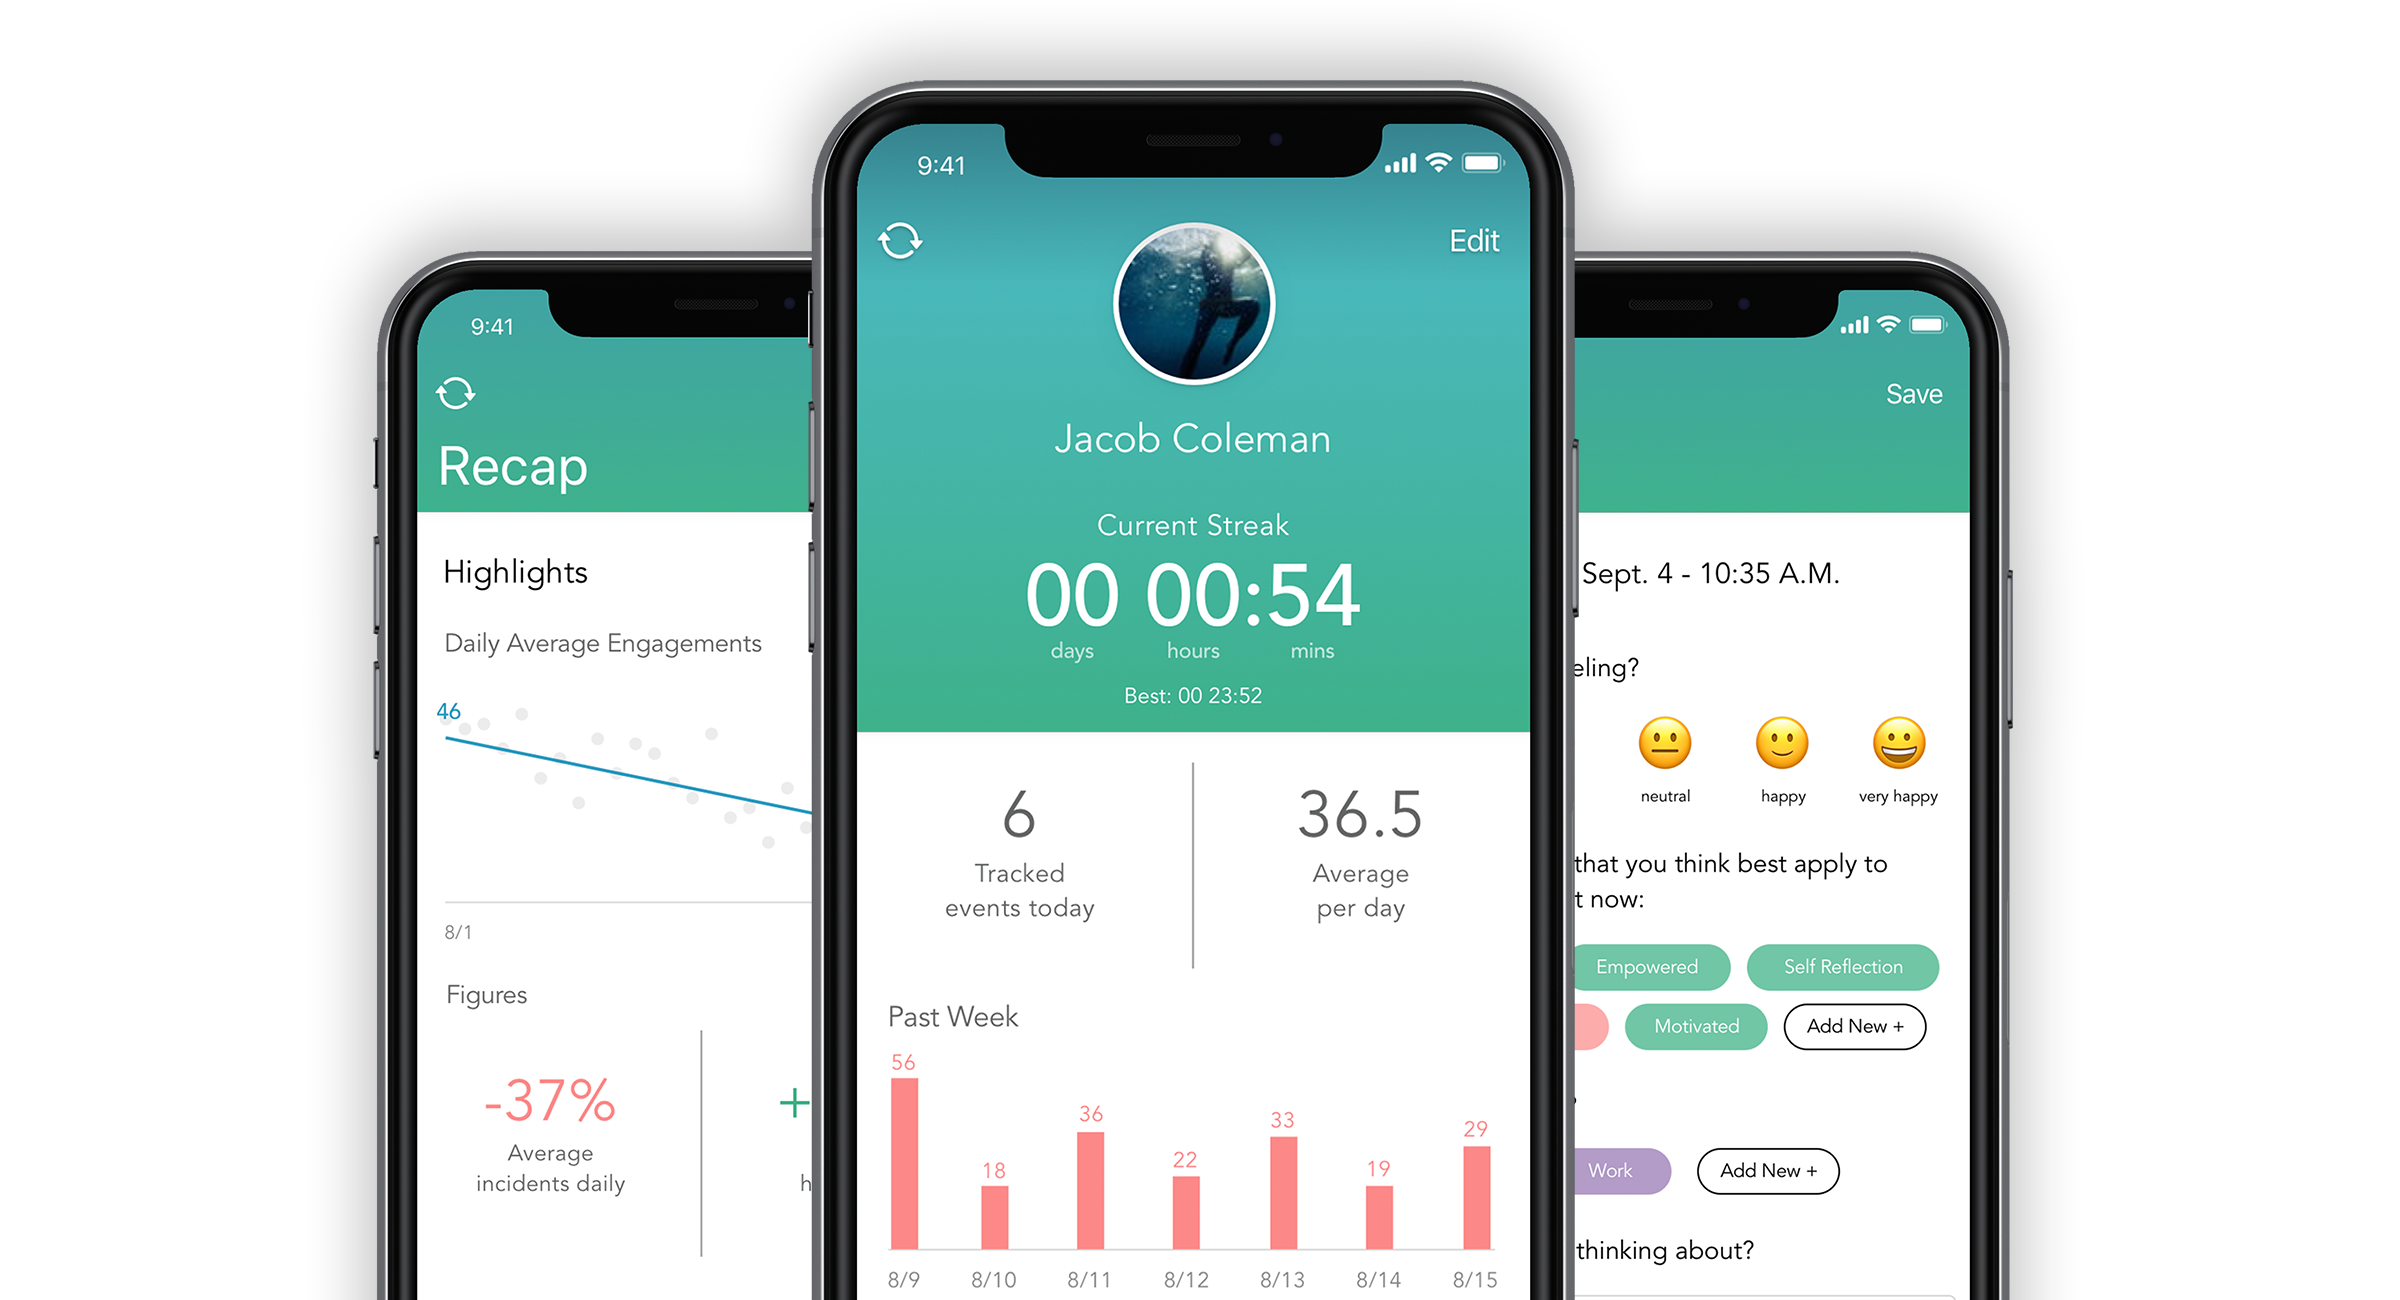 9:41
Recap
Highlights
Daily Average Engagements
46
8/1
Figures
-37%
Average
incidents daily
+
h
9:41
Edit
Jacob Coleman
Current Streak
00 00:54
days hours mins
Best: 00 23:52
6
Tracked
events today
36.5
Average
per day
Past Week
56 18 36 22 33 19 29
8/9 8/10 8/11 8/12 8/13 8/14 8/15
Save
Sept. 4 - 10:35 A.M.
eling?
neutral happy very happy
that you think best apply to
t now:
Empowered Self Reflection
Motivated Add New +
Work Add New +
thinking about?